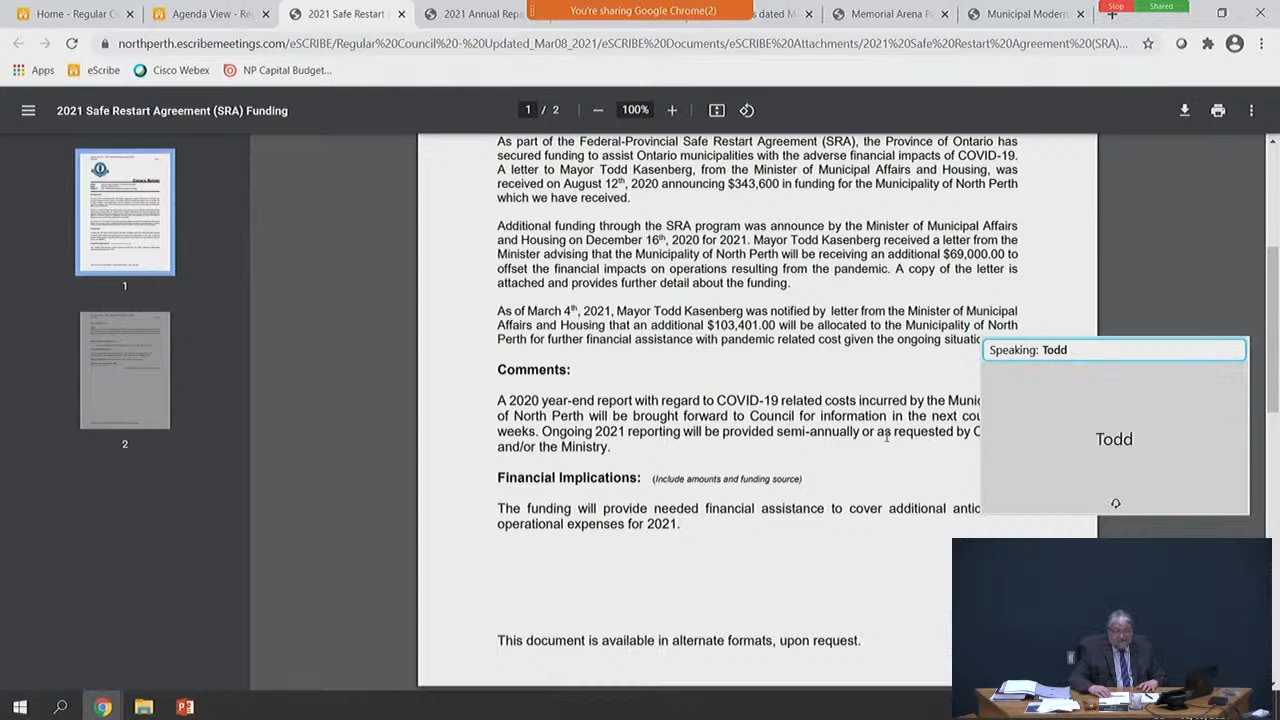 Home - Regular C
Agenda View - Re
2021 Safe Restart
2021 Annual Repa
You're sharing Google Chrome(2)
s dated M
Memorial Arena P
Municipal Modern
Stop
Shared
northperth.escribemeetings.com/eSCRIBE/Regular%20Council%20-%20Updated_Mar08_2021/eSCRIBE%20Documents/eSCRIBE%20Attachments/2021%20Safe%20Restart%20Agreement%20(SRA)...
Apps
eScribe
Cisco Webex
NP Capital Budget...
2021 Safe Restart Agreement (SRA) Funding
1 / 2
100%
As part of the Federal-Provincial Safe Restart Agreement (SRA), the Province of Ontario has
secured funding to assist Ontario municipalities with the adverse financial impacts of COVID-19.
A letter to Mayor Todd Kasenberg, from the Minister of Municipal Affairs and Housing, was
received on August 12th, 2020 announcing $343,600 in funding for the Municipality of North Perth
which we have received.
Additional funding through the SRA program was announce by the Minister of Municipal Affairs
and Housing on December 16th, 2020 for 2021. Mayor Todd Kasenberg received a letter from the
Minister advising that the Municipality of North Perth will be receiving an additional $69,000.00 to
offset the financial impacts on operations resulting from the pandemic. A copy of the letter is
attached and provides further detail about the funding.
As of March 4th, 2021, Mayor Todd Kasenberg was notified by letter from the Minister of Municipal
Affairs and Housing that an additional $103,401.00 will be allocated to the Municipality of North
Perth for further financial assistance with pandemic related cost given the ongoing situatio
Comments:
A 2020 year-end report with regard to COVID-19 related costs incurred by the Munic
of North Perth will be brought forward to Council for information in the next cou
weeks. Ongoing 2021 reporting will be provided semi-annually or as requested by C
and/or the Ministry.
Financial Implications: (Include amounts and funding source)
The funding will provide needed financial assistance to cover additional antic
operational expenses for 2021.
This document is available in alternate formats, upon request.
1
2
Speaking: Todd
Todd